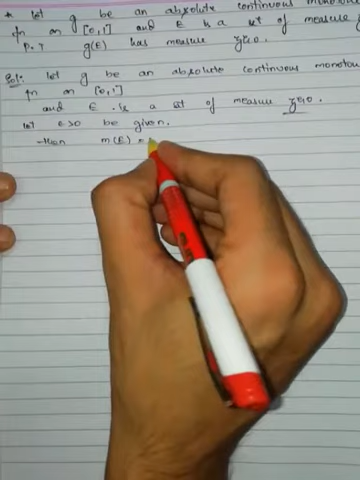 * let g be an absolute continuous monoto
fn on [0,1] and E is a set of measure
p.T g(E) has measure zero.
Sol: let g be an absolute continuous monotou
fn on [0,1]
and E is a set of measure zero.
let ε>0 be given.
then m(E) =